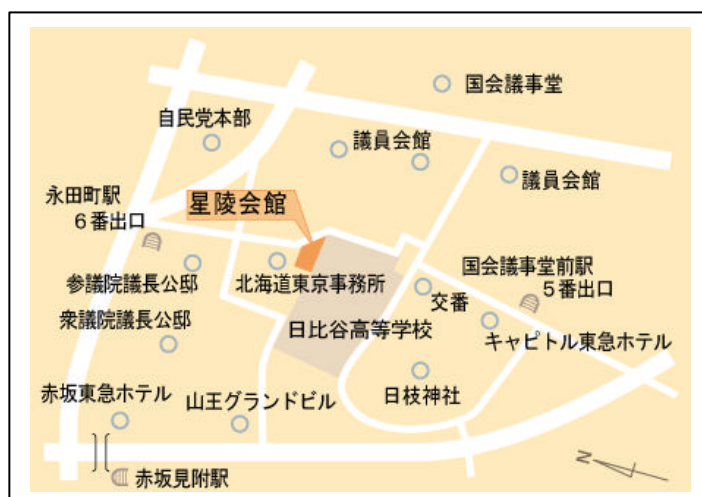 国会議事堂
自民党本部
議員会館
議員会館
永田町駅
６番出口
星陵会館
国会議事堂前駅
５番出口
参議院議長公邸
北海道東京事務所
交番
衆議院議長公邸
日比谷高等学校
キャピトル東急ホテル
赤坂東急ホテル
山王グランドビル
日枝神社
赤坂見附駅
N